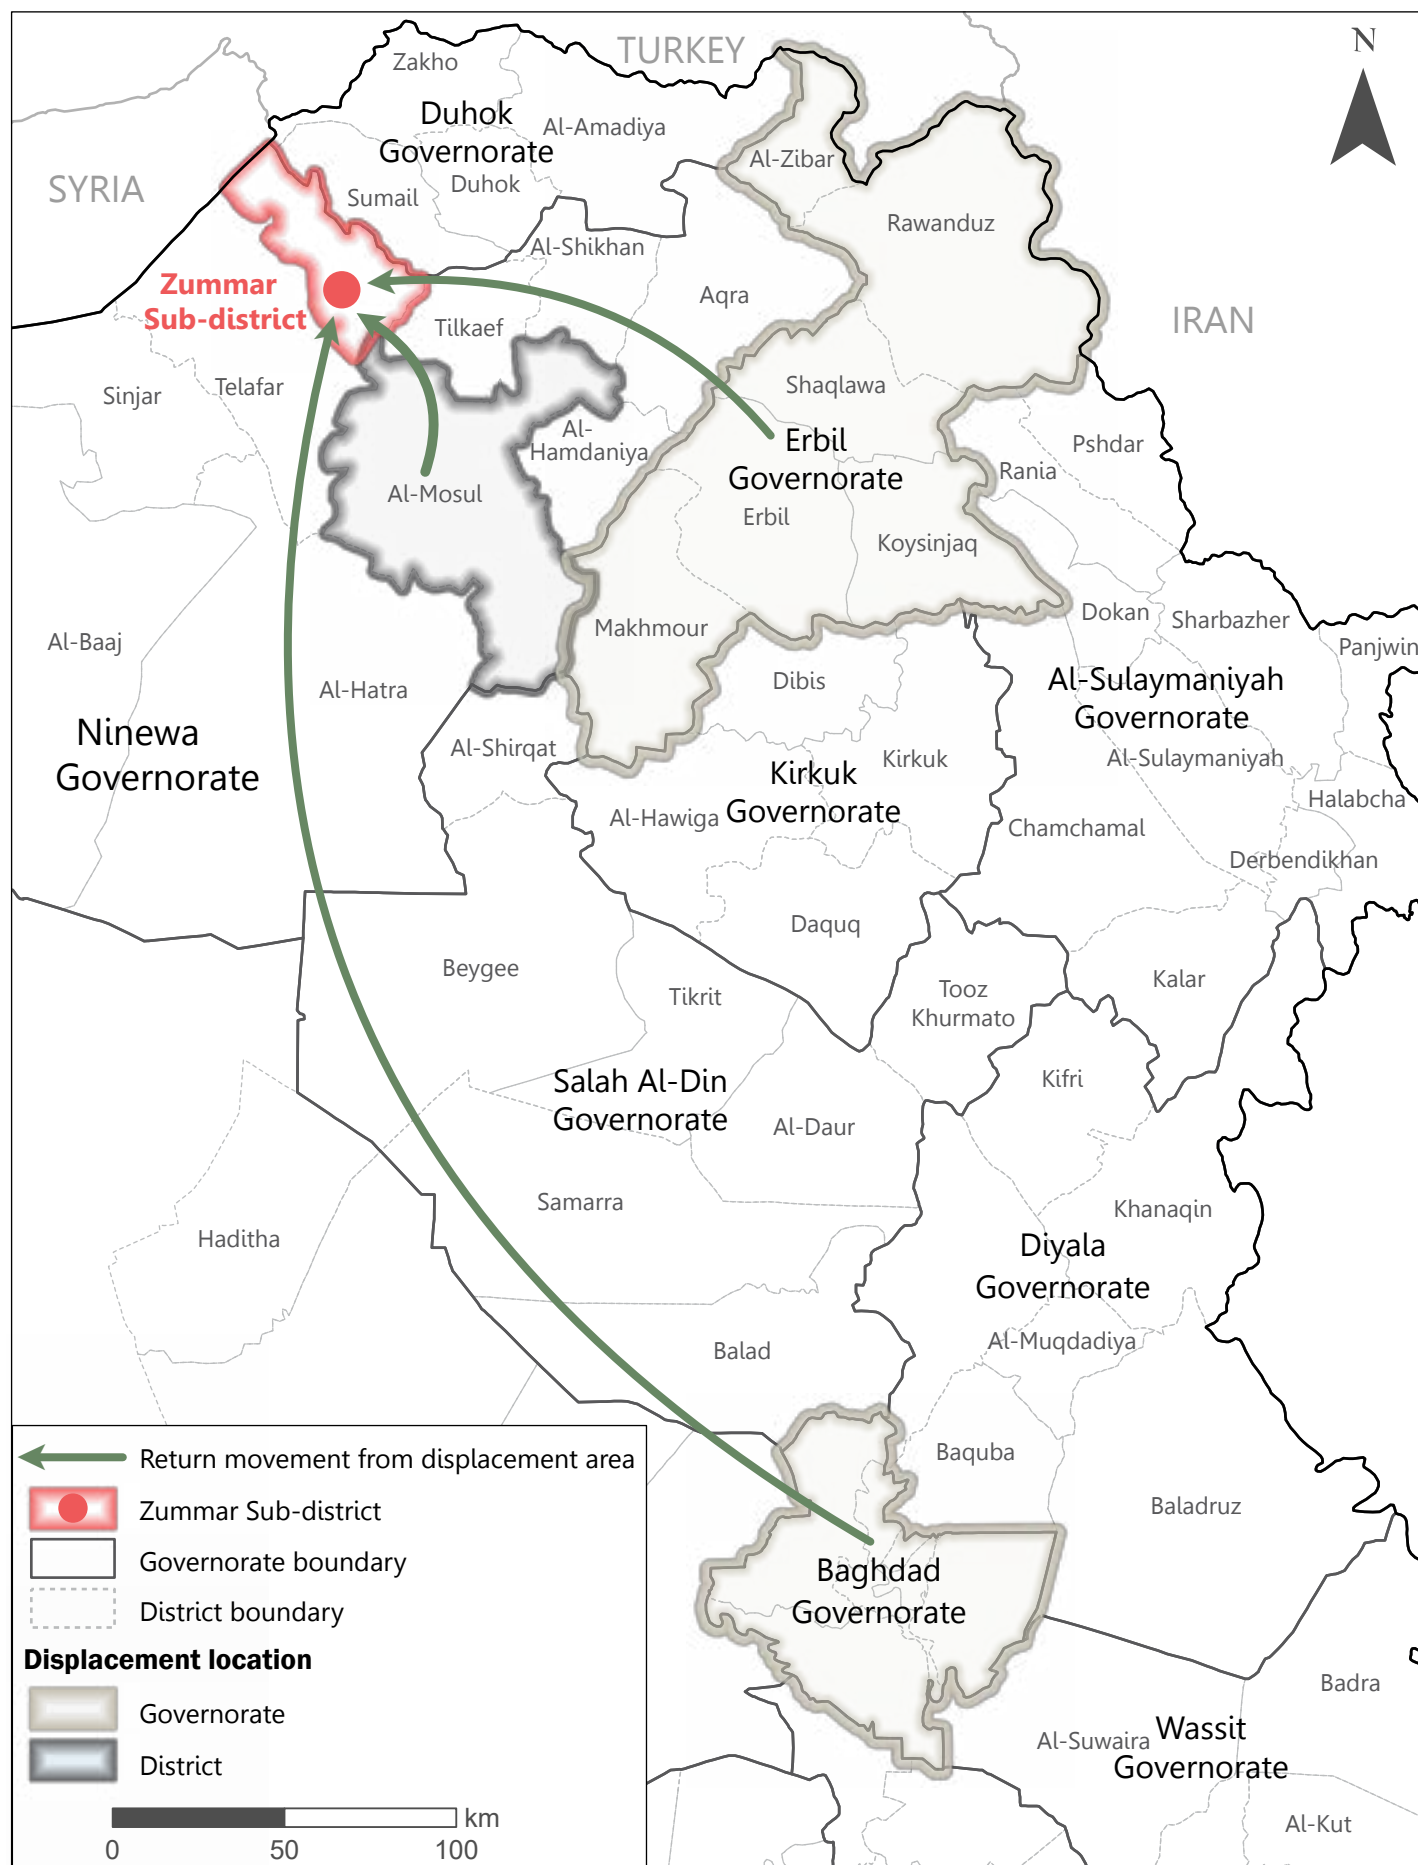 TURKEY
N
Zakho
Duhok
Governorate
Al-Amadiya
Al-Zibar
Duhok
SYRIA
Sumail
Rawanduz
Al-Shikhan
Zummar
Sub-district
Aqra
Tilkaef
IRAN
Sinjar
Telafar
Shaqlawa
Al-
Hamdaniya
Erbil
Governorate
Pshdar
Rania
Al-Mosul
Erbil
Koysinjaq
Makhmour
Dokan
Sharbazher
Panjwin
Al-Baaj
Al-Hatra
Dibis
Al-Sulaymaniyah
Governorate
Ninewa
Governorate
Al-Shirqat
Kirkuk
Al-Sulaymaniyah
Kirkuk
Governorate
Halabcha
Al-Hawiga
Chamchamal
Derbendikhan
Daquq
Beygee
Tikrit
Tooz
Khurmato
Kalar
Salah Al-Din
Governorate
Kifri
Al-Daur
Samarra
Khanaqin
Haditha
Diyala
Governorate
Balad
Al-Muqdadiya
Baquba
Baladruz
Baghdad
Governorate
Badra
Al-Suwaira
Wassit
Governorate
Al-Kut
Return movement from displacement area
Zummar Sub-district
Governorate boundary
District boundary
Displacement location
Governorate
District
km
0 50 100